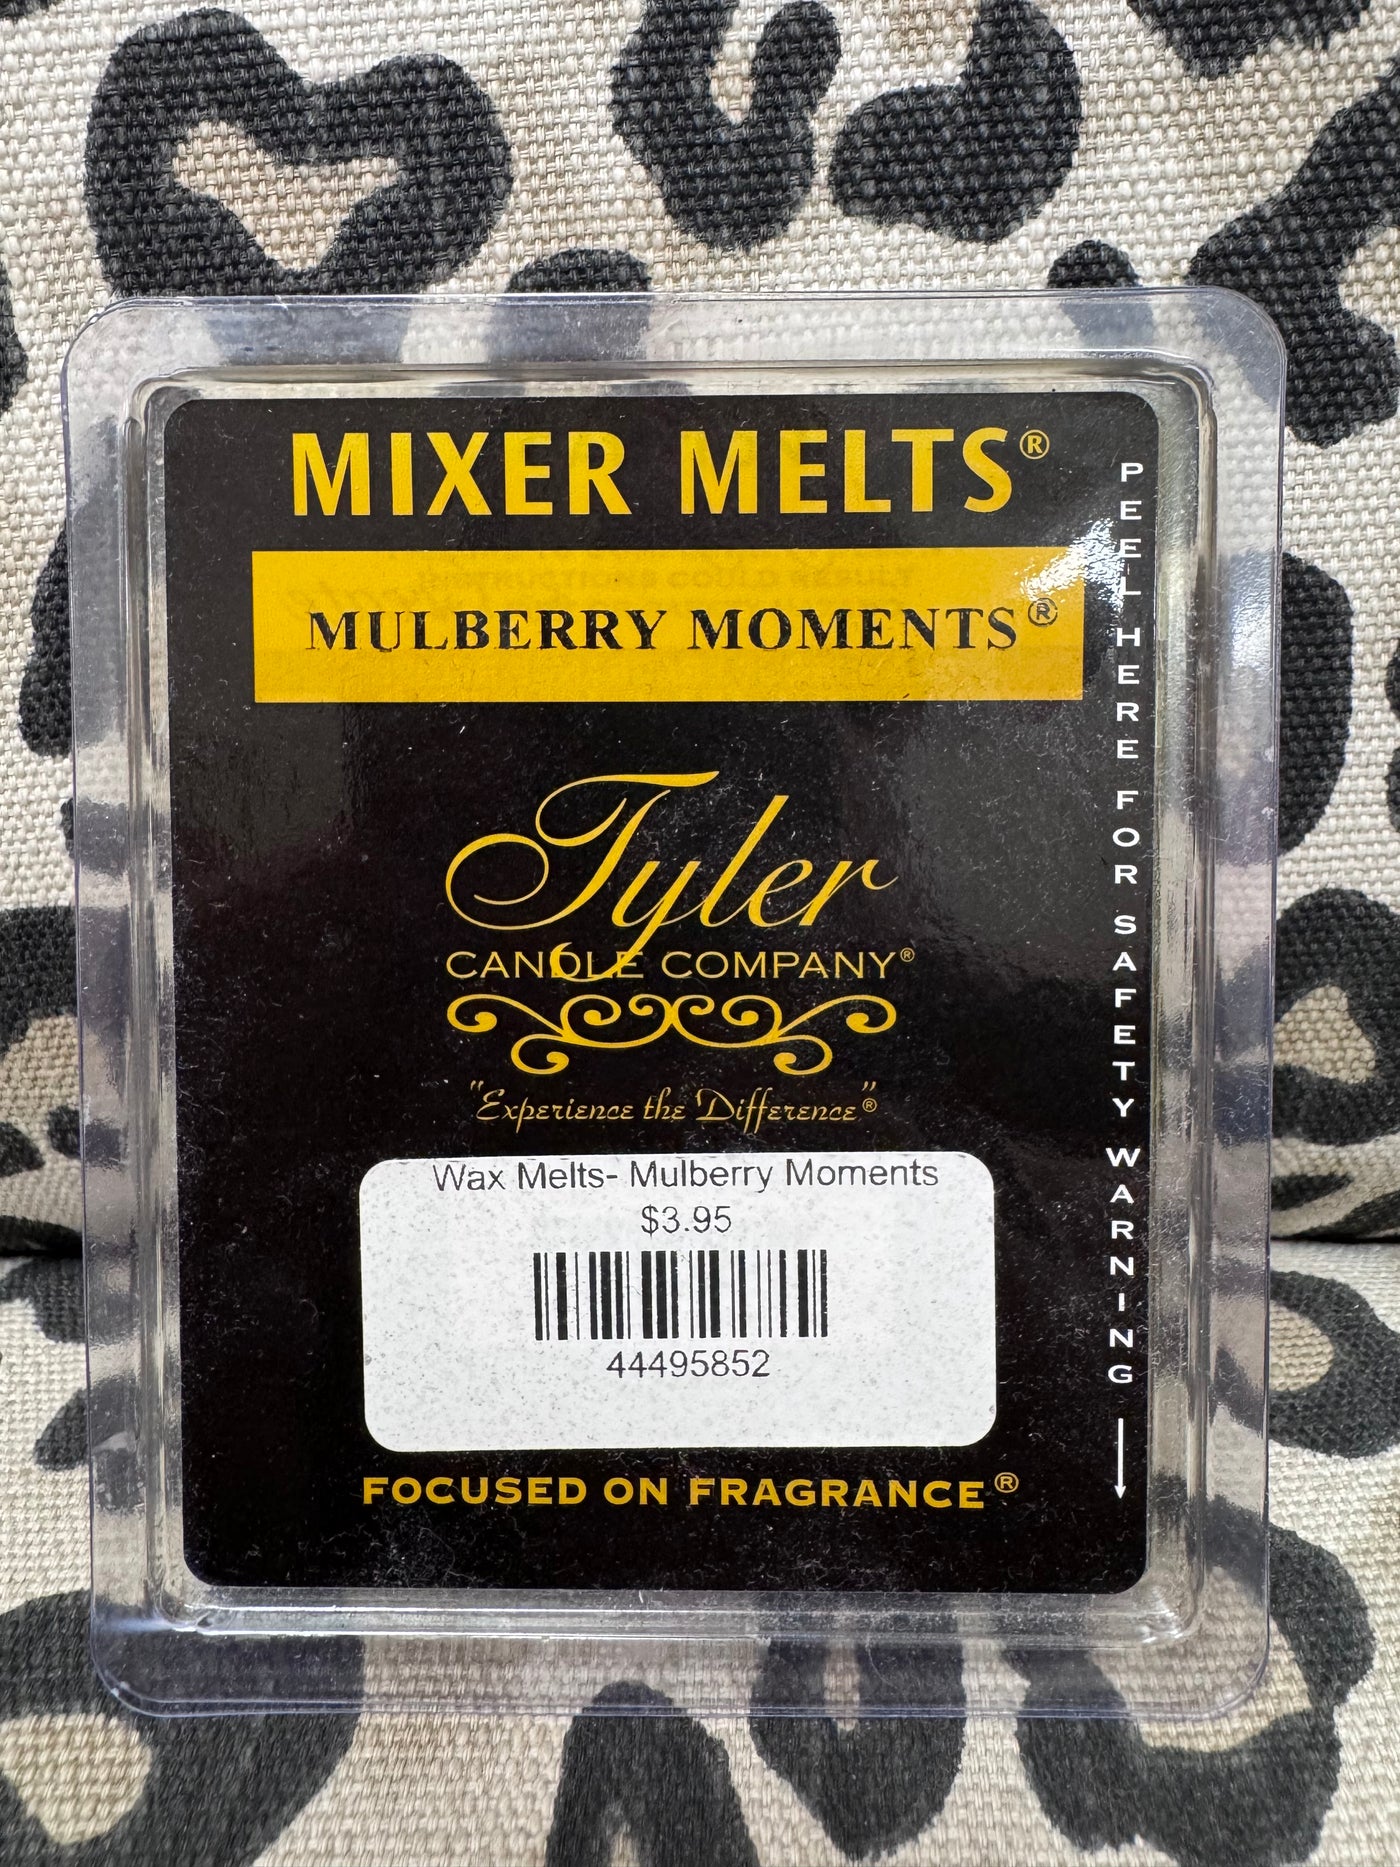 MIXER MELTS®
MULBERRY MOMENTS®
Tyler
CANDLE COMPANY®
"Experience the Difference"®
Wax Melts- Mulberry Moments
$3.95
44495852
FOCUSED ON FRAGRANCE®
PEEL HERE FOR SAFETY WARNING